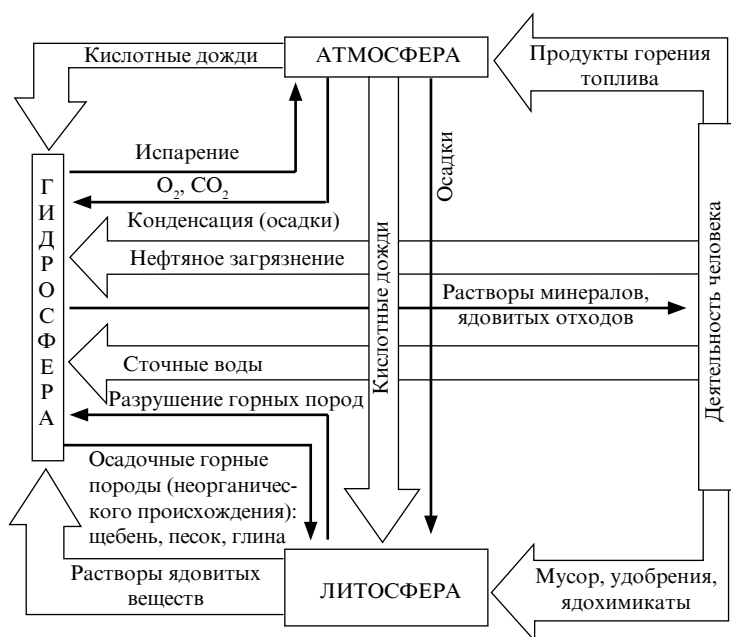 Кислотные дожди
АТМОСФЕРА
Продукты горения
топлива
Испарение
O₂, CO₂
Осадки
ГИДРОСФЕРА
Конденсация (осадки)
Нефтяное загрязнение
Кислотные дожди
Растворы минералов,
ядовитых отходов
Деятельность человека
Сточные воды
Разрушение горных пород
Осадочные горные
породы (неорганичес-
кого происхождения):
щебень, песок, глина
Растворы ядовитых
веществ
ЛИТОСФЕРА
Мусор, удобрения,
ядохимикаты